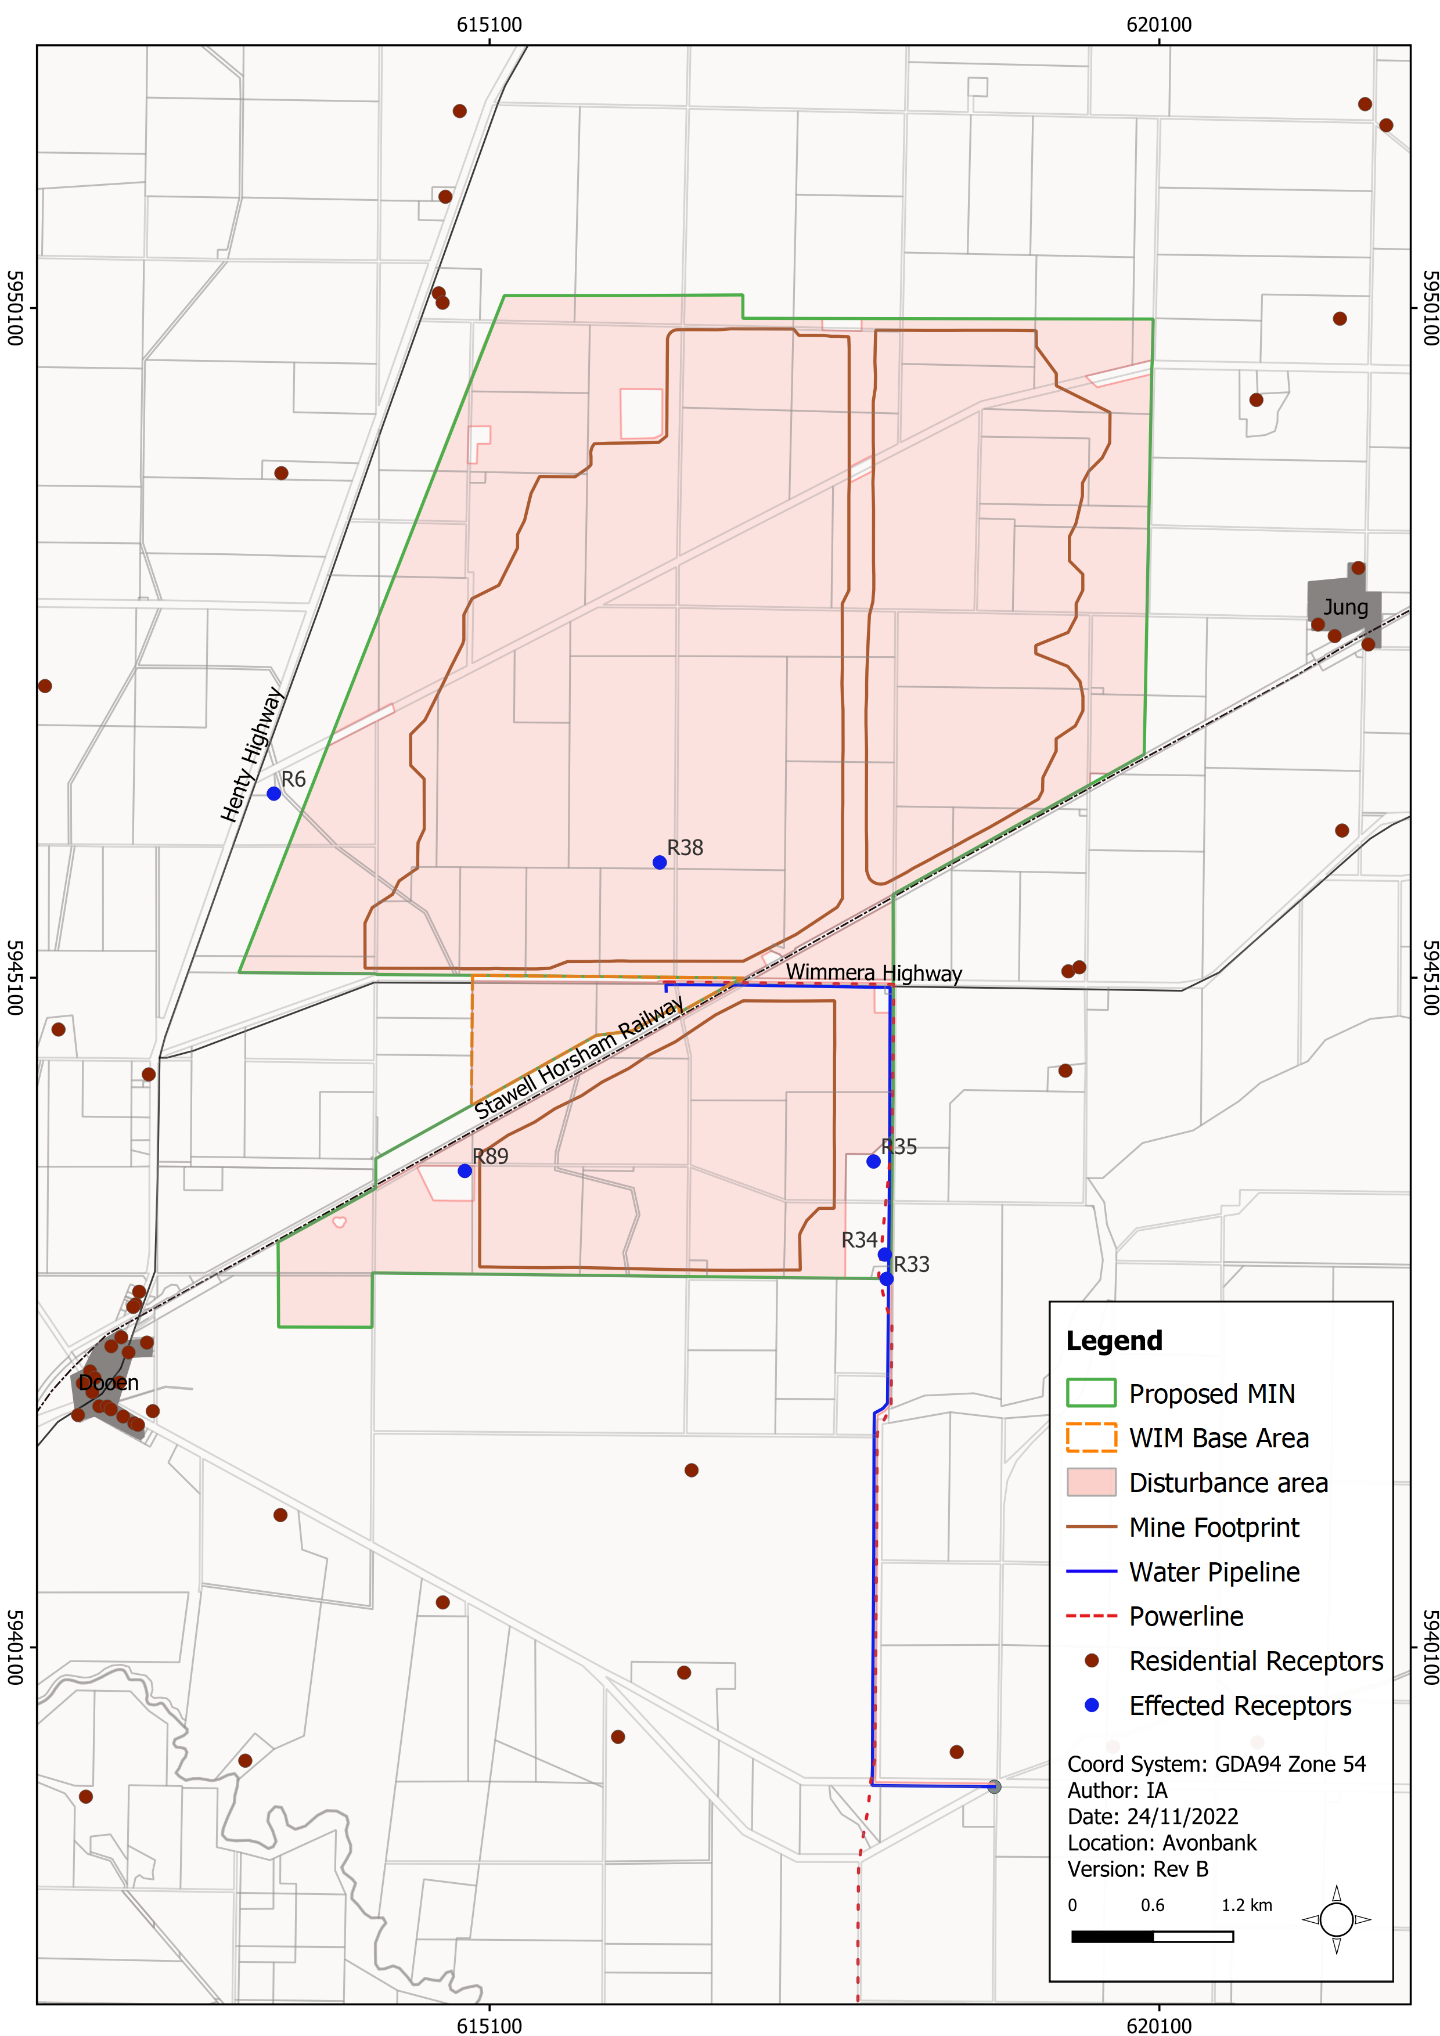 615100
620100
5950100
5950100
Jung
Henty Highway
R6
R38
5945100
Wimmera Highway
5945100
Stawell Horsham Railway
R89
R35
R34
R33
Dooen
Legend
Proposed MIN
WIM Base Area
Disturbance area
Mine Footprint
Water Pipeline
Powerline
5940100
5940100
Residential Receptors
Effected Receptors
Coord System: GDA94 Zone 54
Author: IA
Date: 24/11/2022
Location: Avonbank
Version: Rev B
0 0.6 1.2 km
615100
620100